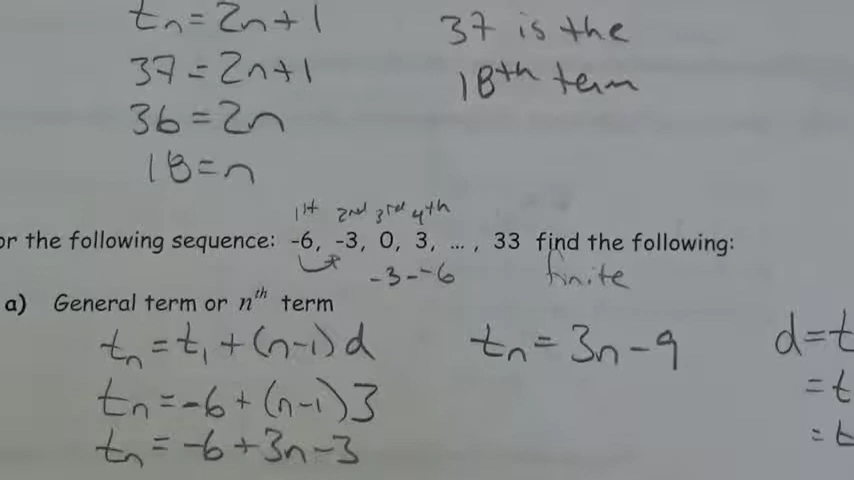 tn = 2n+1
37 = 2n+1
36 = 2n
18 = n
37 is the
18th term
1st 2nd 3rd 4th
or the following sequence: -6, -3, 0, 3, ... , 33 find the following:
-3--6
finite
a) General term or nth term
tn = t1 + (n-1)d
tn = -6 + (n-1)3
tn = -6 + 3n - 3
tn = 3n - 9
d = t
= t
= t